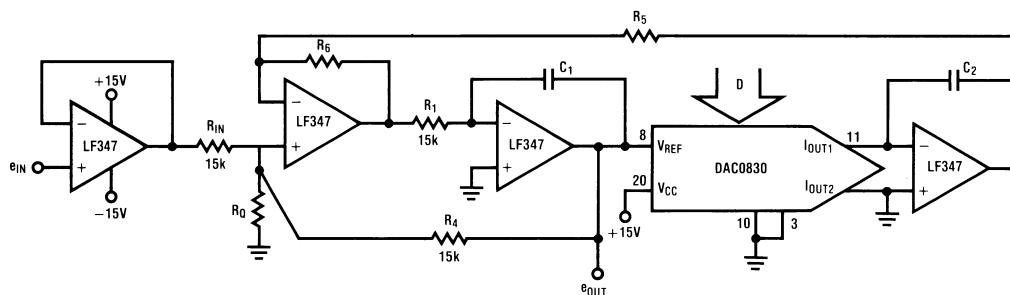 R5
R6
C1
C2
D
+15V
RIN
R1
LF347
15k
LF347
15k
LF347
8
VREF
DAC0830
IOUT1
11
LF347
eIN
20
VCC
IOUT2
−15V
RQ
R4
15k
+15V
10
3
eOUT